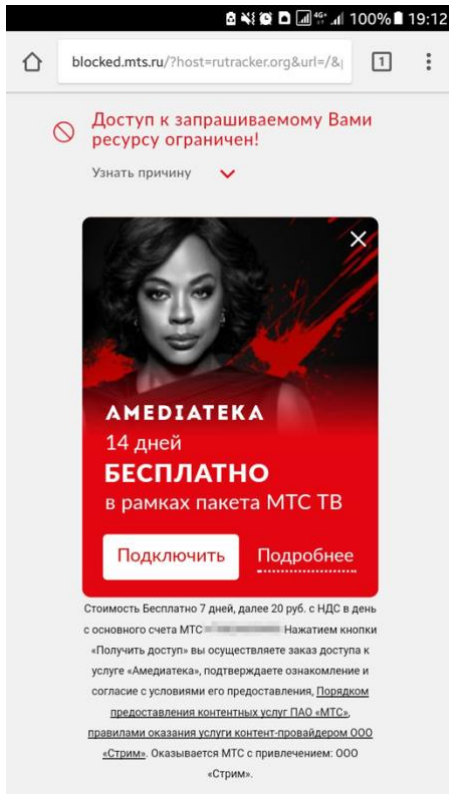 4G+ 100% 19:12
blocked.mts.ru/?host=rutracker.org&url=/&
1
Доступ к запрашиваемому Вами
ресурсу ограничен!
Узнать причину
AMEDIATEKA
14 дней
БЕСПЛАТНО
в рамках пакета МТС ТВ
Подключить Подробнее
Стоимость Бесплатно 7 дней, далее 20 руб. с НДС в день
с основного счета МТС Нажатием кнопки
«Получить доступ» вы осуществляете заказ доступа к
услуге «Амедиатека», подтверждаете ознакомление и
согласие с условиями его предоставления, Порядком
предоставления контентных услуг ПАО «МТС»,
правилами оказания услуги контент-провайдером ООО
«Стрим». Оказывается МТС с привлечением: ООО
«Стрим».